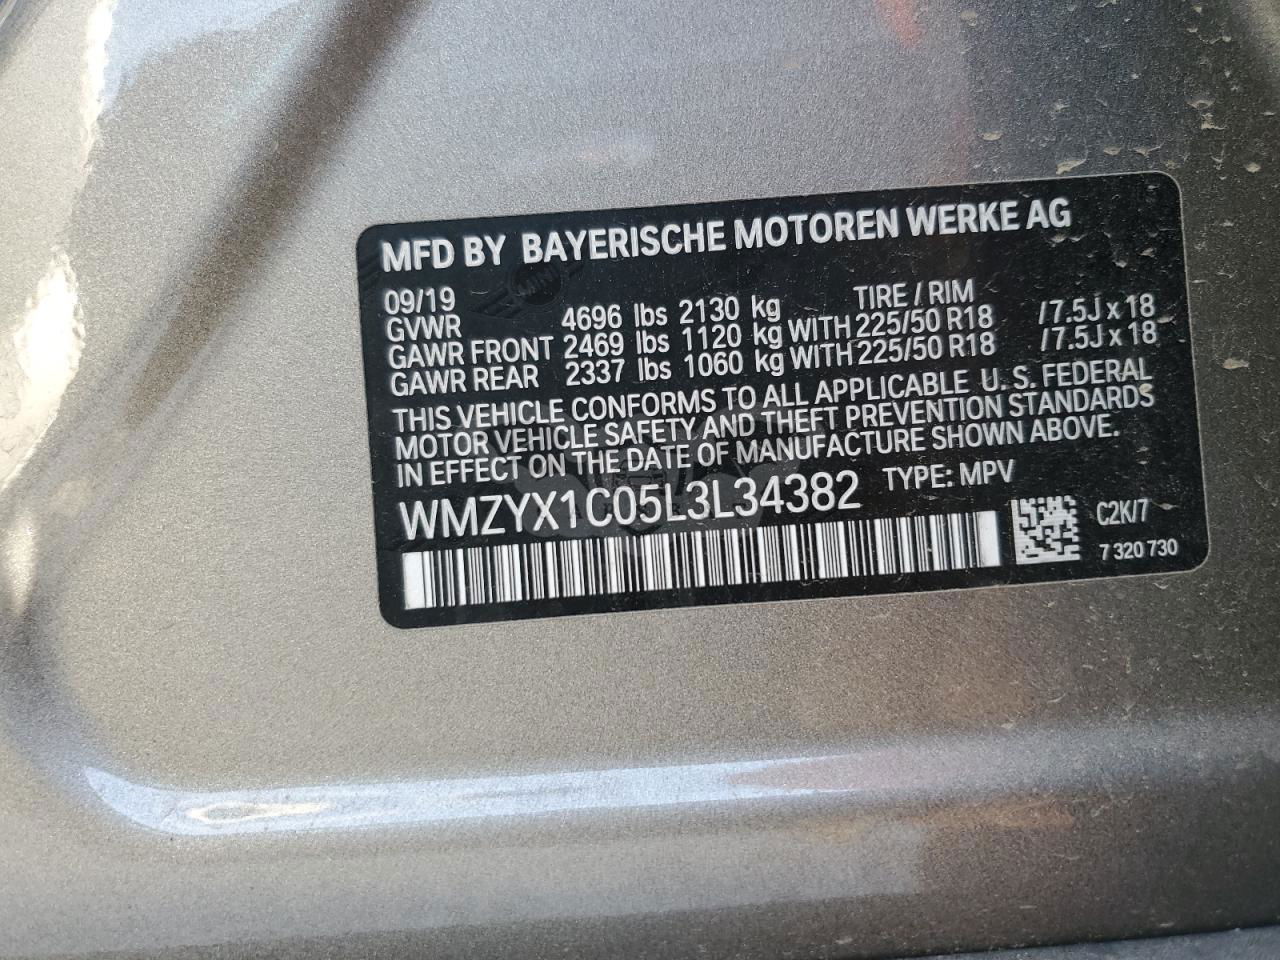 MFD BY BAYERISCHE MOTOREN WERKE AG
09/19 TIRE / RIM
GVWR 4696 lbs 2130 kg
GAWR FRONT 2469 lbs 1120 kg WITH 225/50 R18 /7.5J x 18
GAWR REAR 2337 lbs 1060 kg WITH 225/50 R18 /7.5J x 18
THIS VEHICLE CONFORMS TO ALL APPLICABLE U. S. FEDERAL
MOTOR VEHICLE SAFETY AND THEFT PREVENTION STANDARDS
IN EFFECT ON THE DATE OF MANUFACTURE SHOWN ABOVE.
WMZYX1C05L3L34382 TYPE: MPV
C2K/7
7 320 730
MINI